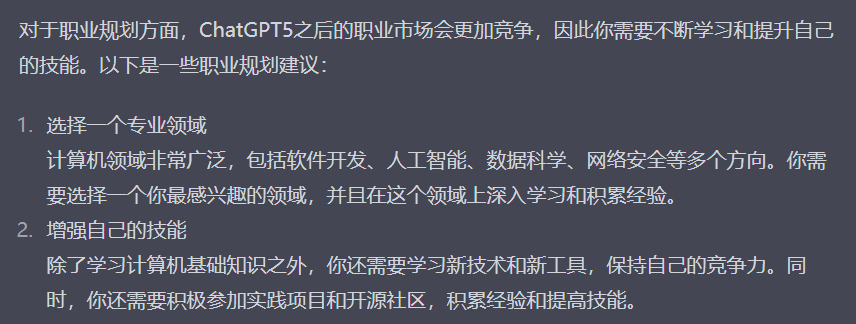 对于职业规划方面，ChatGPT5之后的职业市场会更加竞争，因此你需要不断学习和提升自己
的技能。以下是一些职业规划建议：
1. 选择一个专业领域
计算机领域非常广泛，包括软件开发、人工智能、数据科学、网络安全等多个方向。你需
要选择一个你最感兴趣的领域，并且在这个领域上深入学习和积累经验。
2. 增强自己的技能
除了学习计算机基础知识之外，你还需要学习新技术和新工具，保持自己的竞争力。同
时，你还需要积极参加实践项目和开源社区，积累经验和提高技能。